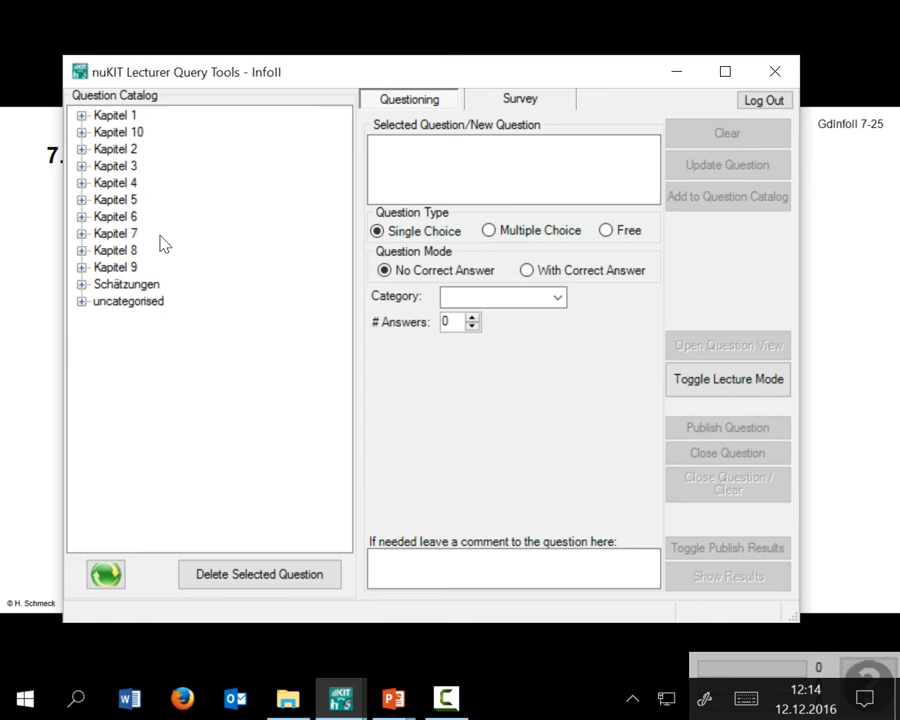 nuKIT Lecturer Query Tools - InfoII
Question Catalog
Kapitel 1
Kapitel 10
Kapitel 2
Kapitel 3
Kapitel 4
Kapitel 5
Kapitel 6
Kapitel 7
Kapitel 8
Kapitel 9
Schätzungen
uncategorised
Delete Selected Question
Questioning
Survey
Log Out
Selected Question/New Question
Clear
Update Question
Add to Question Catalog
Question Type
Single Choice
Multiple Choice
Free
Question Mode
No Correct Answer
With Correct Answer
Category:
# Answers:
0
Open Question View
Toggle Lecture Mode
Publish Question
Close Question
Close Question /
Clear
If needed leave a comment to the question here:
Toggle Publish Results
Show Results
7.
GdInfoII 7-25
© H. Schmeck
0
12:14
12.12.2016